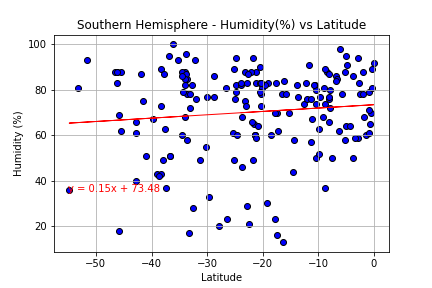 Southern Hemisphere - Humidity(%) vs Latitude
Humidity (%)
100
80
60
40
20
y = 0.15x + 73.48
−50
−40
−30
−20
−10
0
Latitude